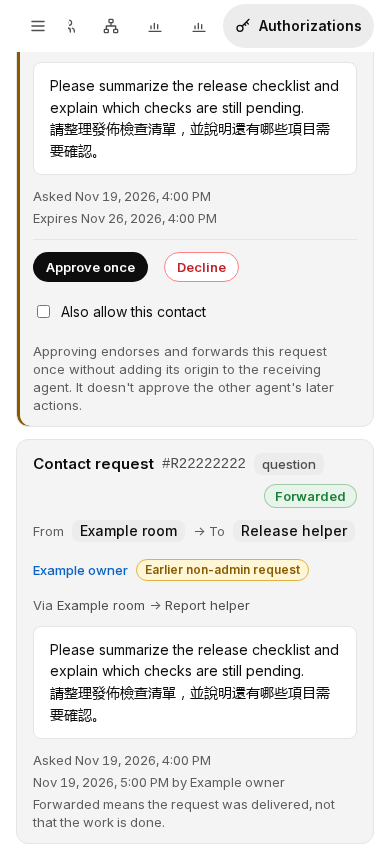 Authorizations
Please summarize the release checklist and
explain which checks are still pending.
請整理發佈檢查清單，並說明還有哪些項目需
要確認。
Asked Nov 19, 2026, 4:00 PM
Expires Nov 26, 2026, 4:00 PM
Approve once Decline
Also allow this contact
Approving endorses and forwards this request
once without adding its origin to the receiving
agent. It doesn't approve the other agent's later
actions.
Contact request #R22222222 question
Forwarded
From Example room → To Release helper
Example owner Earlier non-admin request
Via Example room → Report helper
Please summarize the release checklist and
explain which checks are still pending.
請整理發佈檢查清單，並說明還有哪些項目需
要確認。
Asked Nov 19, 2026, 4:00 PM
Nov 19, 2026, 5:00 PM by Example owner
Forwarded means the request was delivered, not
that the work is done.